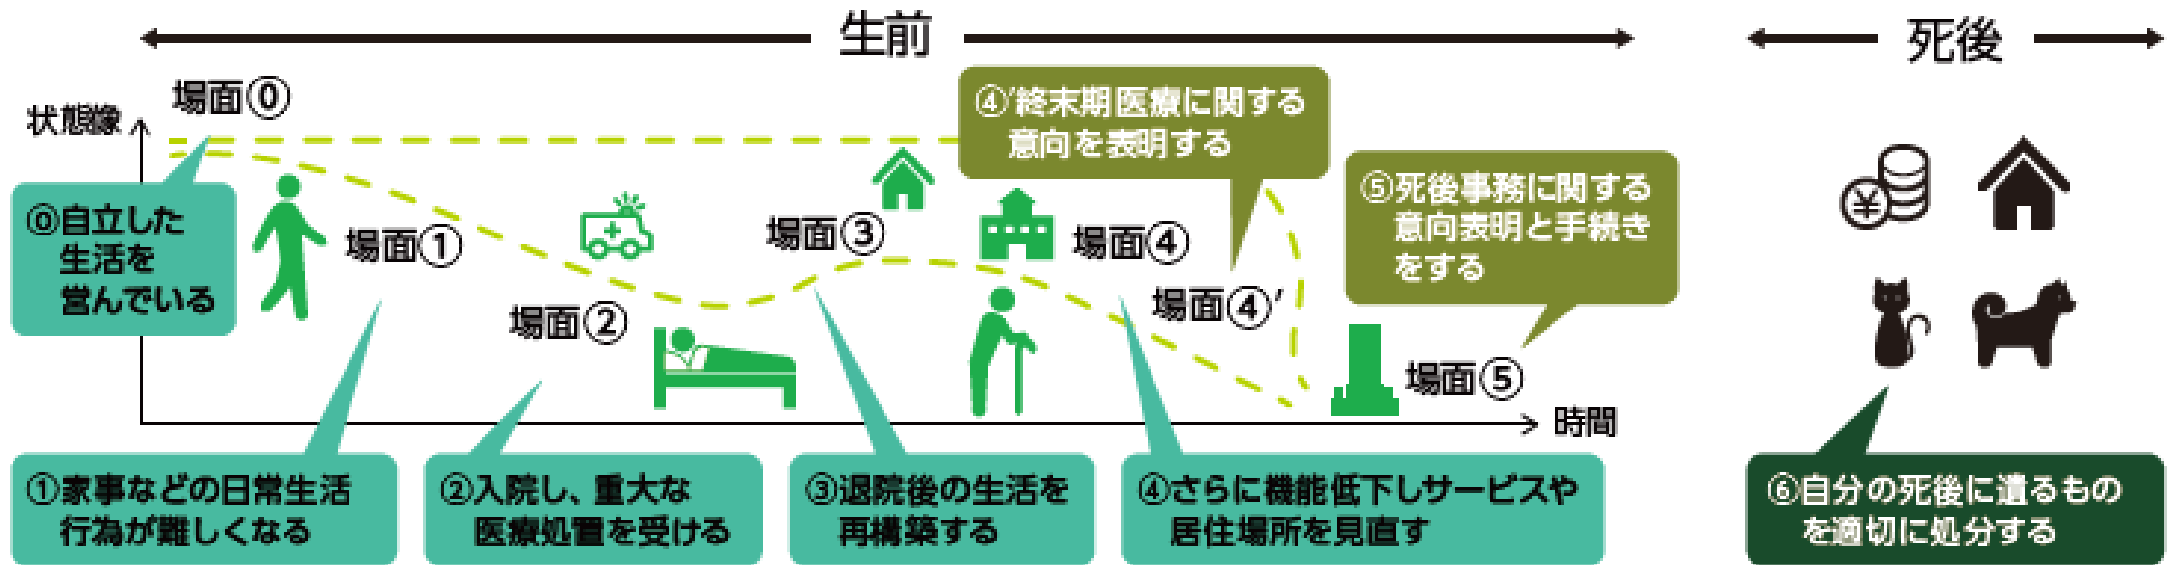 生前
死後
状態像
場面⓪
⓪自立した
生活を
営んでいる
場面①
場面②
場面③
場面④
④′終末期医療に関する
意向を表明する
場面④′
⑤死後事務に関する
意向表明と手続き
をする
場面⑤
時間
①家事などの日常生活
行為が難しくなる
②入院し、重大な
医療処置を受ける
③退院後の生活を
再構築する
④さらに機能低下しサービスや
居住場所を見直す
⑥自分の死後に遺るもの
を適切に処分する
¥